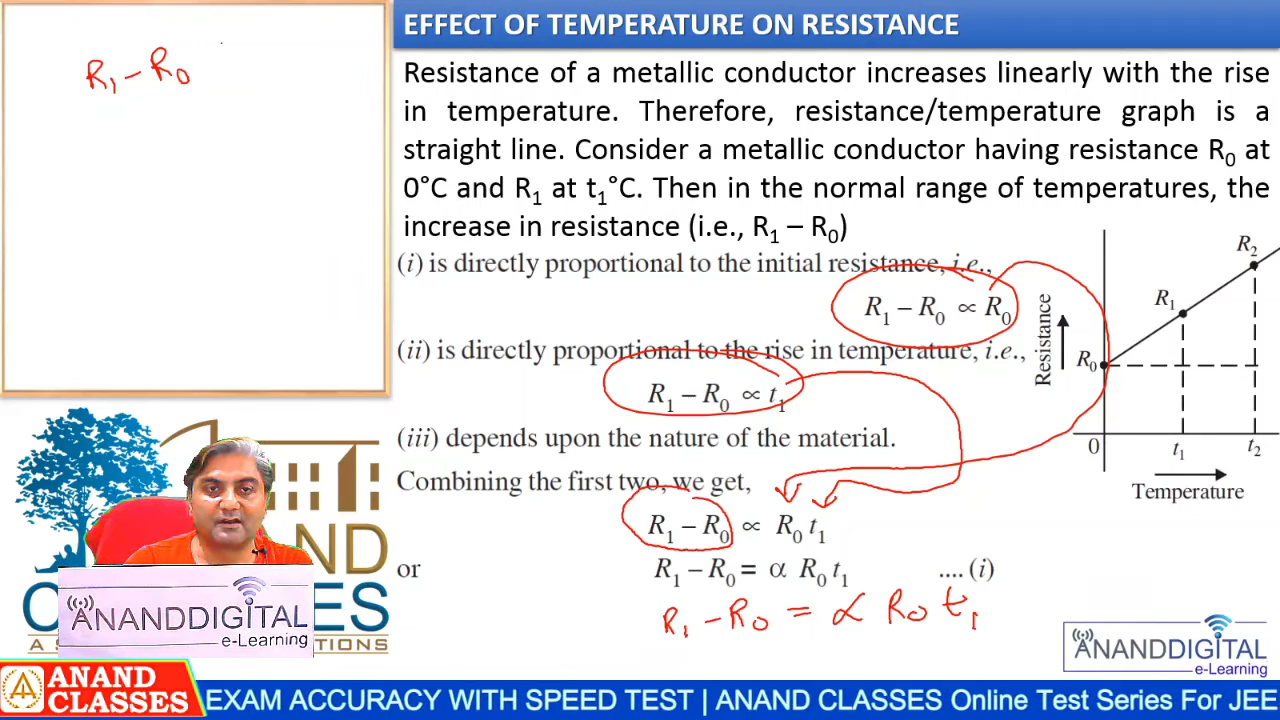 EFFECT OF TEMPERATURE ON RESISTANCE
R₁ – R₀
Resistance of a metallic conductor increases linearly with the rise
in temperature. Therefore, resistance/temperature graph is a
straight line. Consider a metallic conductor having resistance R₀ at
0°C and R₁ at t₁°C. Then in the normal range of temperatures, the
increase in resistance (i.e., R₁ – R₀)
(i) is directly proportional to the initial resistance, i.e.,
R₁ – R₀ ∝ R₀
(ii) is directly proportional to the rise in temperature, i.e.,
R₁ – R₀ ∝ t₁
(iii) depends upon the nature of the material.
Combining the first two, we get,
R₁ – R₀ ∝ R₀ t₁
or R₁ – R₀ = α R₀ t₁ .... (i)
R₁ – R₀ = α R₀ t₁
R₂
R₁
R₀
Resistance
0 t₁ t₂
Temperature
ANANDDIGITAL
e-Learning
ANANDDIGITAL
e-Learning
ANAND CLASSES
EXAM ACCURACY WITH SPEED TEST | ANAND CLASSES Online Test Series For JEE